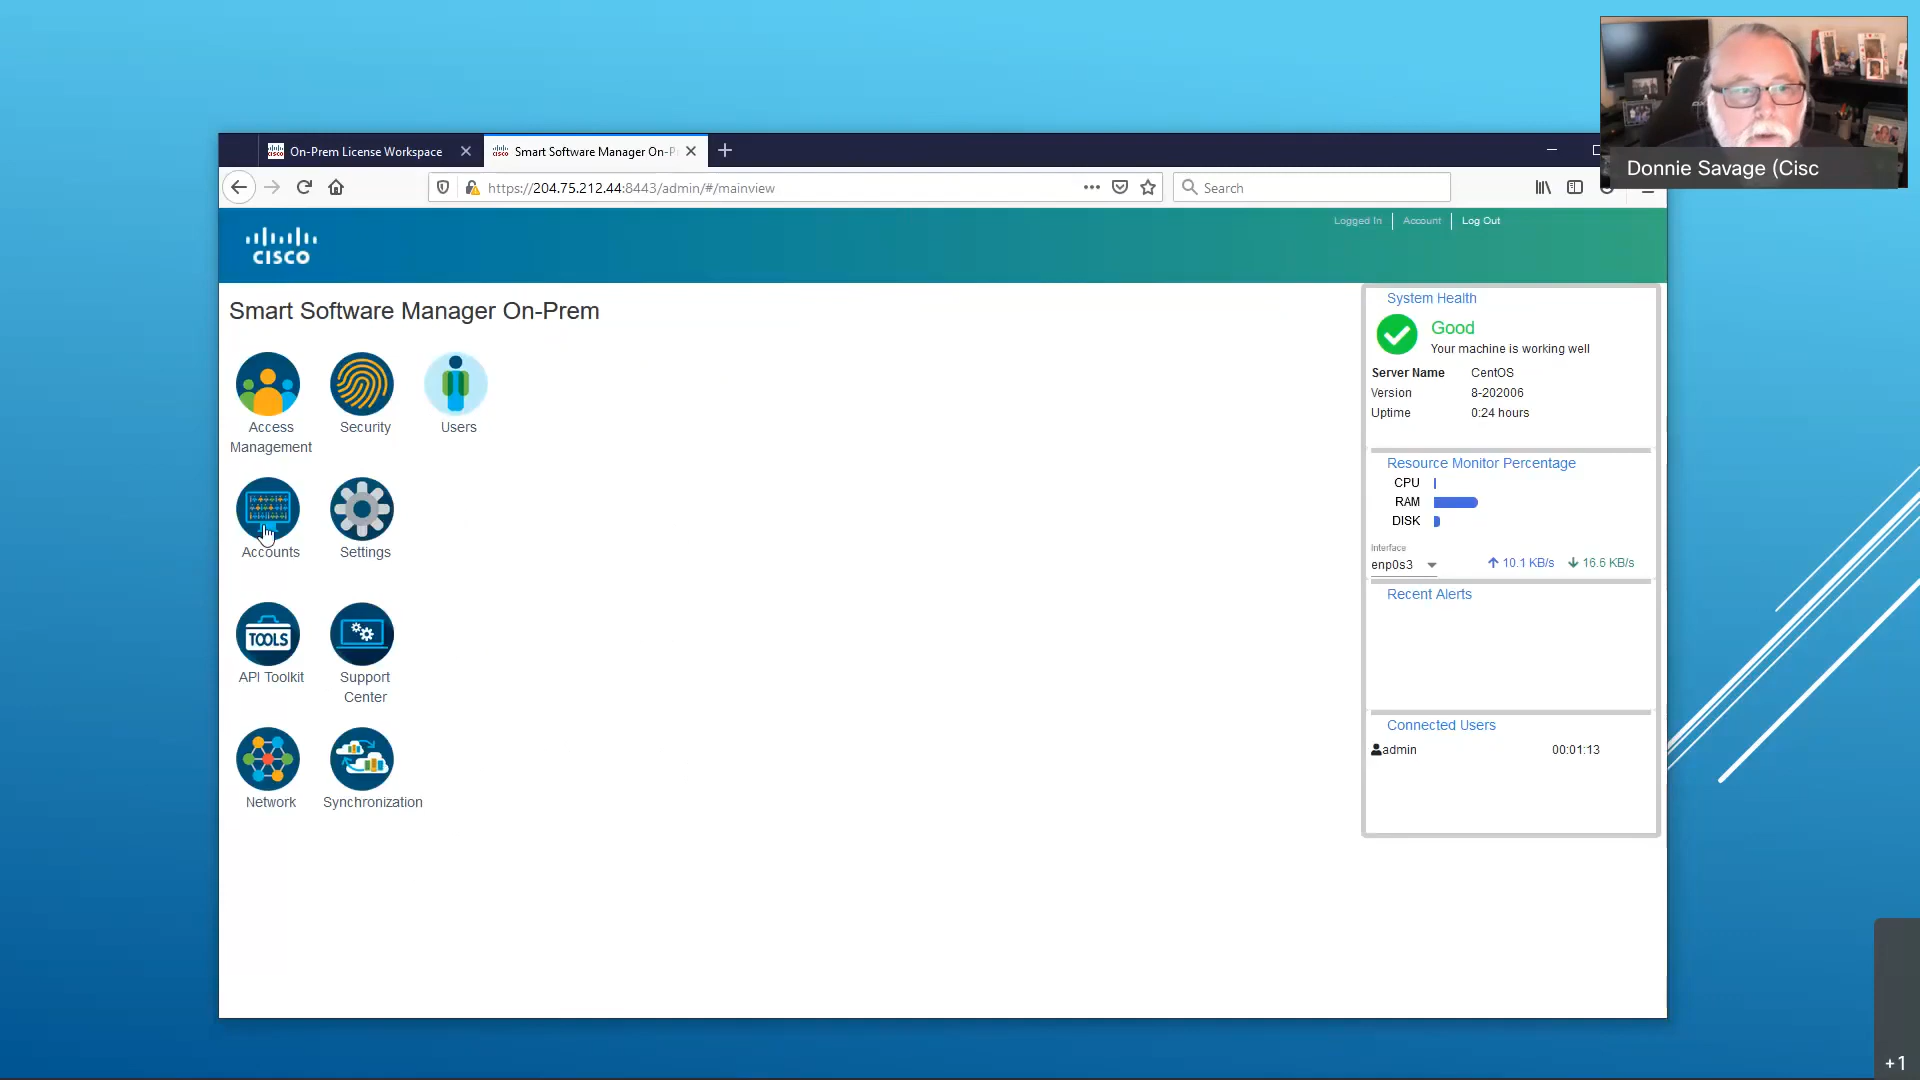 Donnie Savage (Cisc
On-Prem License Workspace
Smart Software Manager On-P
https://204.75.212.44:8443/admin/#/mainview
Search
Logged In
Account
Log Out
CISCO
Smart Software Manager On-Prem
Access
Management
Security
Users
Accounts
Settings
TOOLS
API Toolkit
Support
Center
Network
Synchronization
System Health
Good
Your machine is working well
Server Name CentOS
Version 8-202006
Uptime 0:24 hours
Resource Monitor Percentage
CPU
RAM
DISK
Interface
enp0s3
10.1 KB/s
16.6 KB/s
Recent Alerts
Connected Users
admin 00:01:13
+1